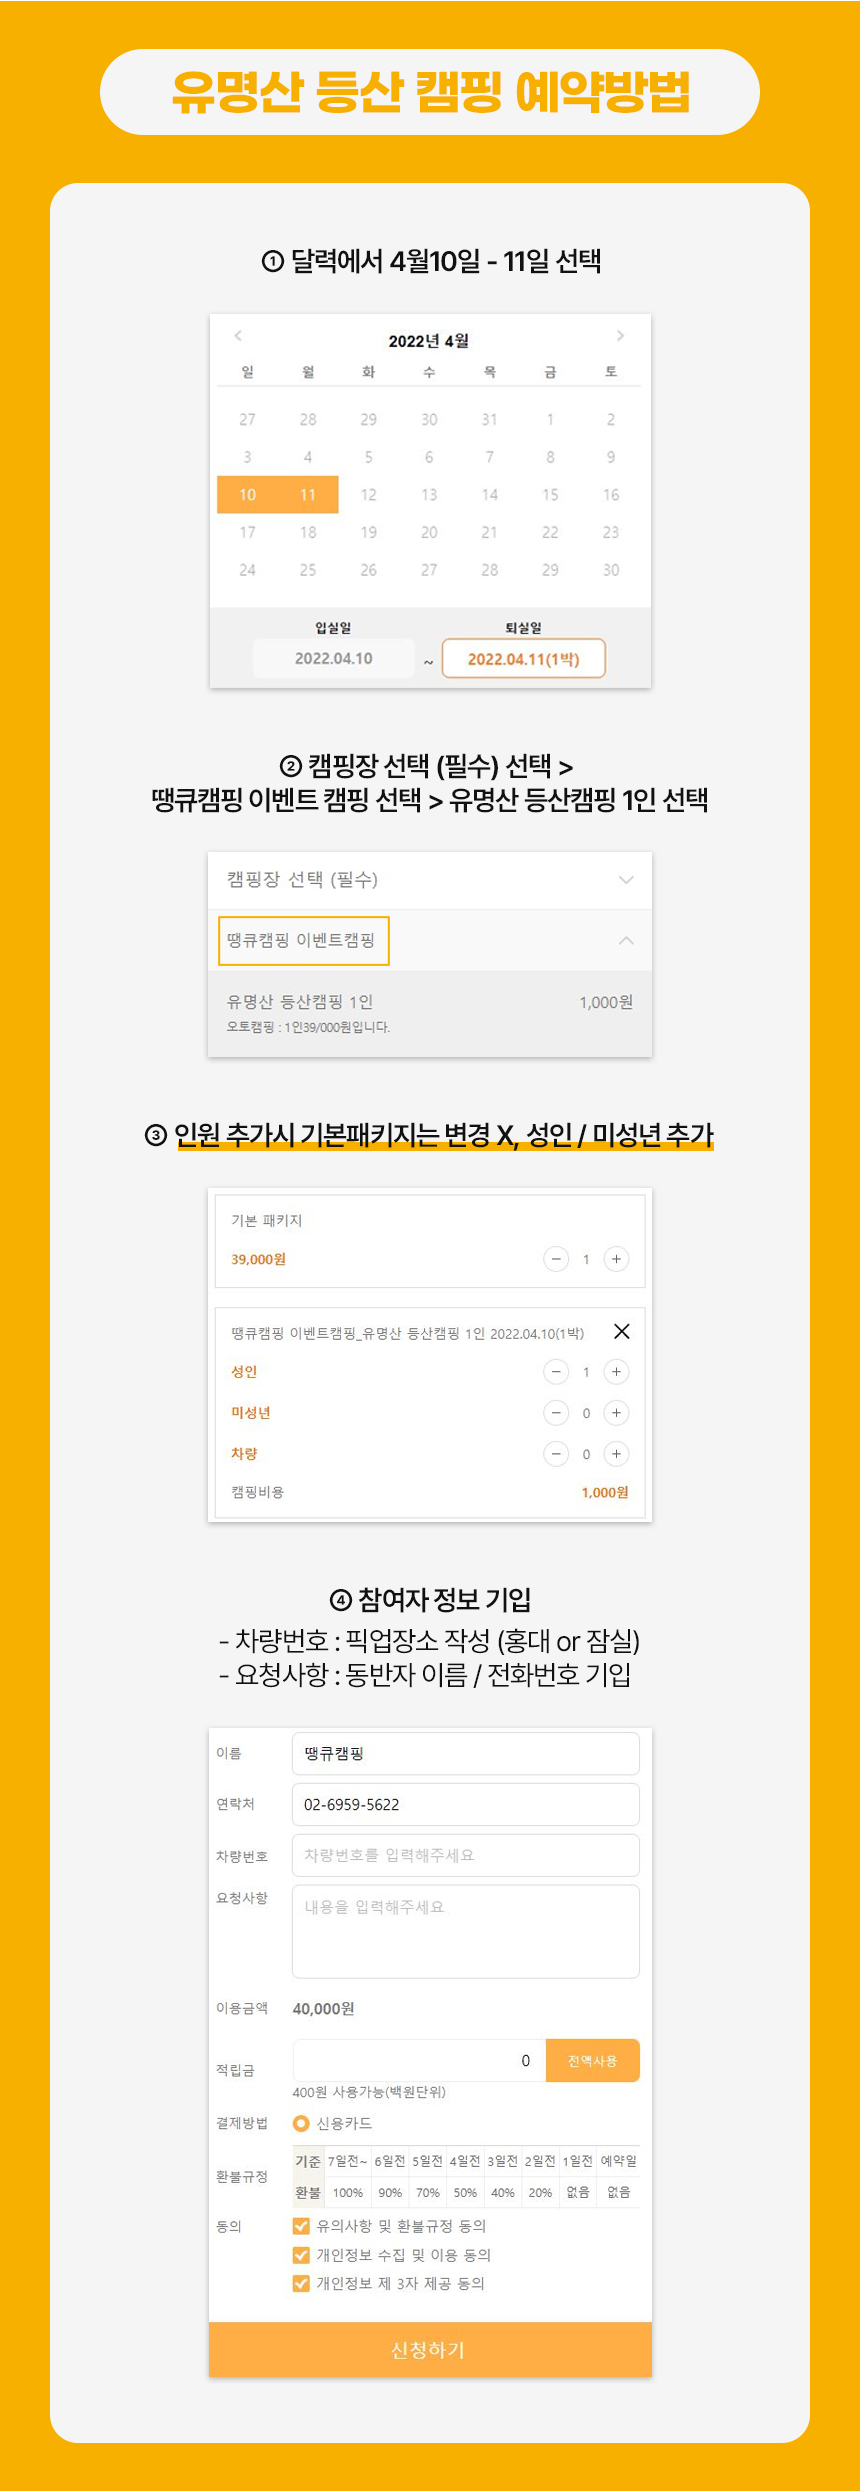 유명산 등산 캠핑 예약방법
① 달력에서 4월10일 - 11일 선택
< 2022년 4월 >
일 월 화 수 목 금 토
27 28 29 30 31 1 2
3 4 5 6 7 8 9
10 11 12 13 14 15 16
17 18 19 20 21 22 23
24 25 26 27 28 29 30
입실일 퇴실일
2022.04.10 ~ 2022.04.11(1박)
② 캠핑장 선택 (필수) 선택 >
땡큐캠핑 이벤트 캠핑 선택 > 유명산 등산캠핑 1인 선택
캠핑장 선택 (필수)
땡큐캠핑 이벤트캠핑
유명산 등산캠핑 1인 1,000원
오토캠핑 : 1인39/000원입니다.
③ 인원 추가시 기본패키지는 변경 X, 성인 / 미성년 추가
기본 패키지
39,000원 - 1 +
땡큐캠핑 이벤트캠핑_유명산 등산캠핑 1인 2022.04.10(1박) X
성인 - 1 +
미성년 - 0 +
차량 - 0 +
캠핑비용 1,000원
④ 참여자 정보 기입
- 차량번호 : 픽업장소 작성 (홍대 or 잠실)
- 요청사항 : 동반자 이름 / 전화번호 기입
이름 땡큐캠핑
연락처 02-6959-5622
차량번호 차량번호를 입력해주세요
요청사항 내용을 입력해주세요
이용금액 40,000원
적립금 0 전액사용
400원 사용가능(백원단위)
결제방법 신용카드
환불규정 기준 7일전~ 6일전 5일전 4일전 3일전 2일전 1일전 예약일
환불 100% 90% 70% 50% 40% 20% 없음 없음
동의 유의사항 및 환불규정 동의
개인정보 수집 및 이용 동의
개인정보 제 3자 제공 동의
신청하기